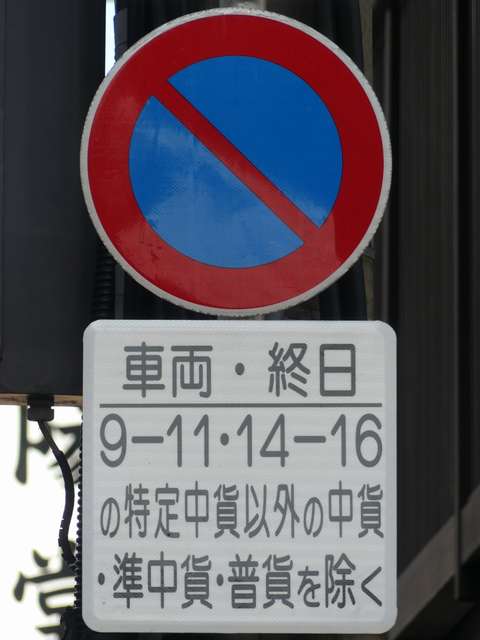 車両・終日
9-11・14-16
の特定中貨以外の中貨
・準中貨・普貨を除く
堂